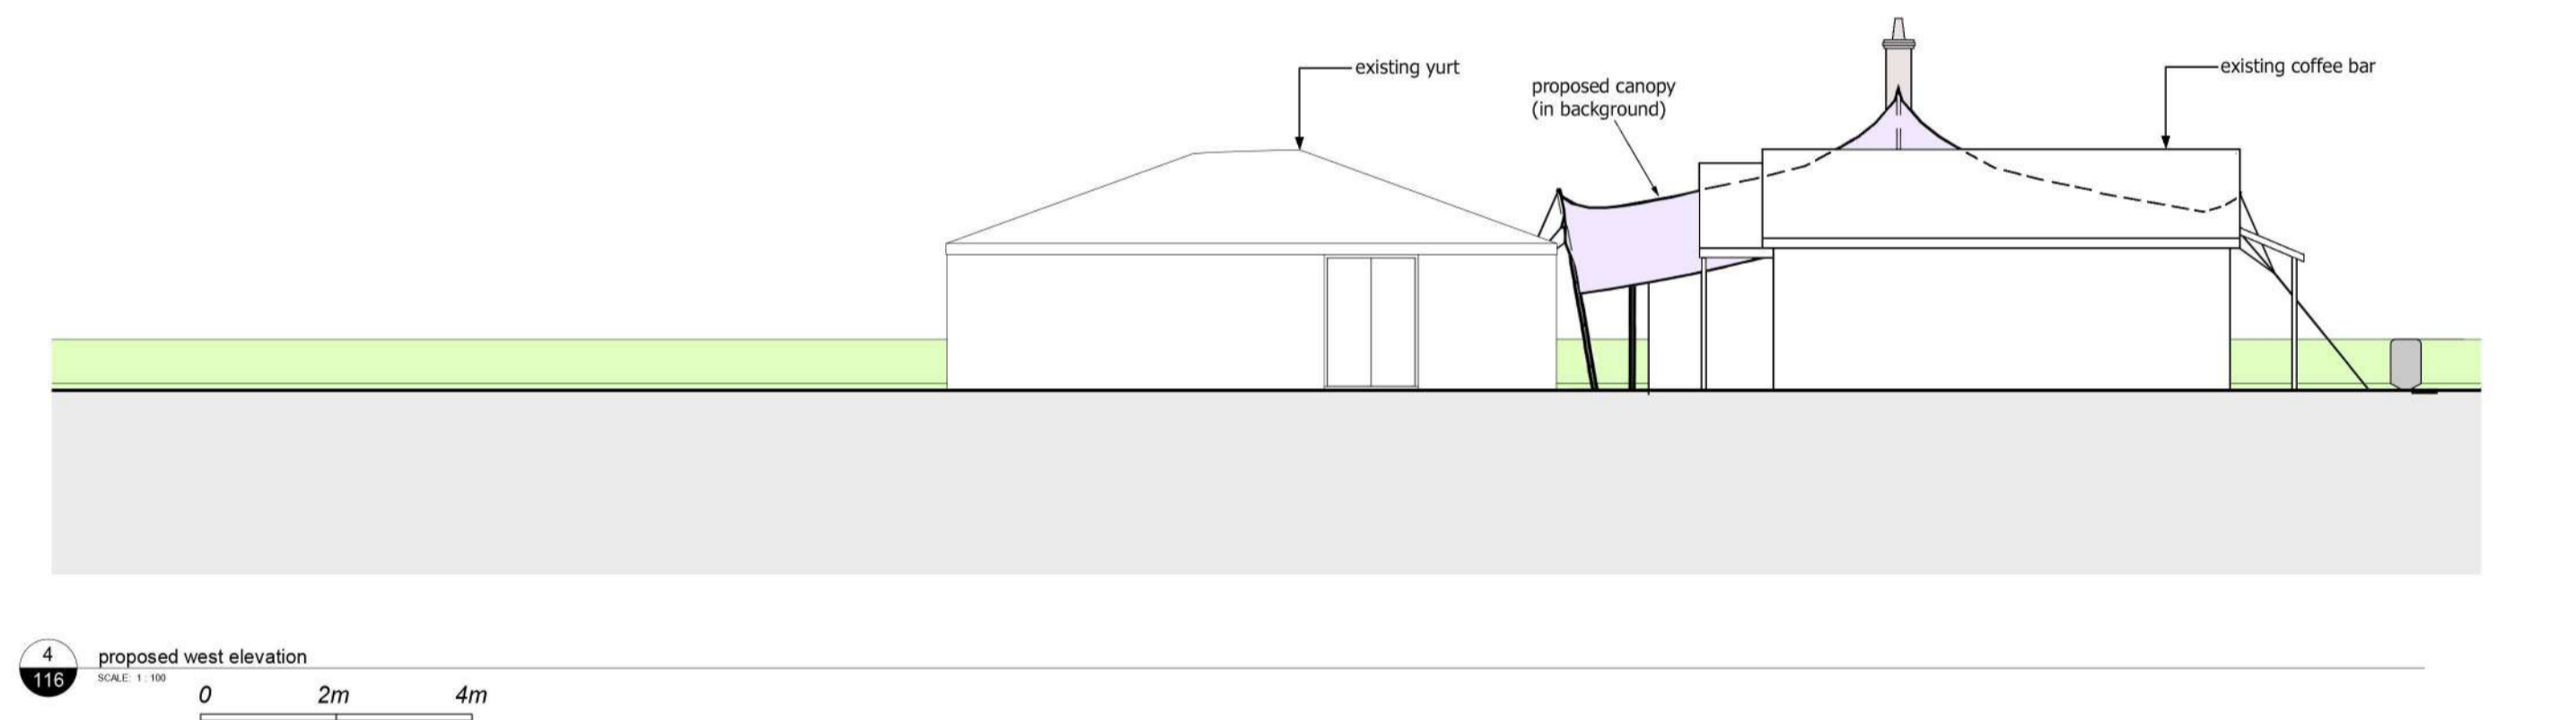 existing yurt
proposed canopy
(in background)
existing coffee bar
4
116
proposed west elevation
SCALE: 1 : 100
0 2m 4m